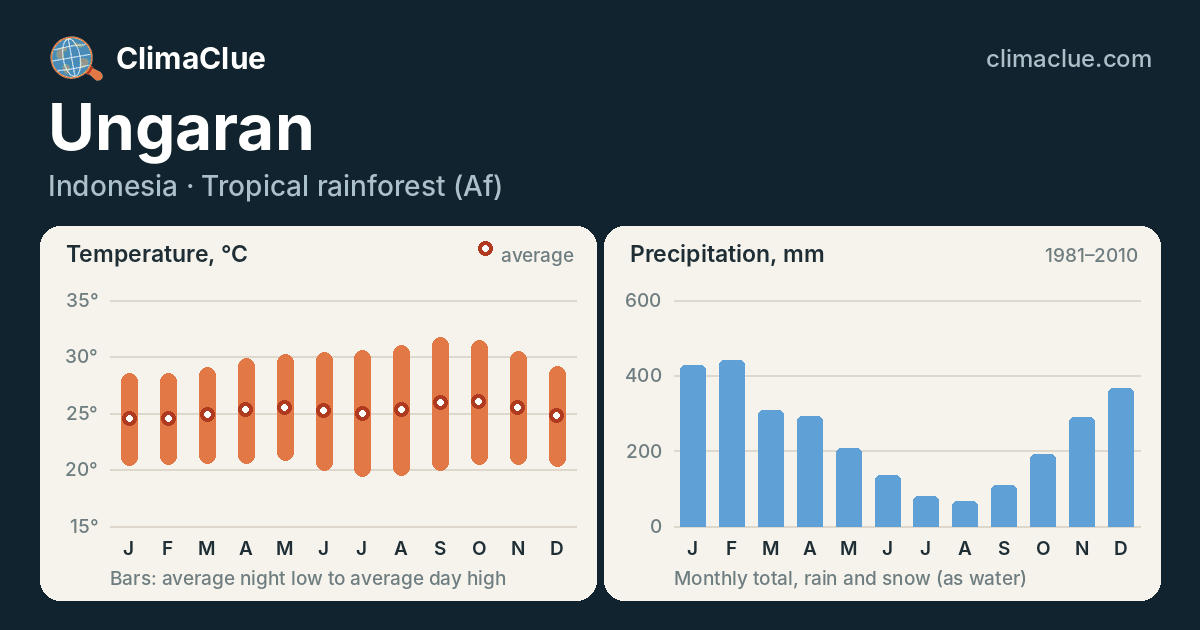 ClimaClue
climaclue.com
Ungaran
Indonesia · Tropical rainforest (Af)
Temperature, °C
average
35°
30°
25°
20°
15°
J F M A M J J A S O N D
Bars: average night low to average day high
Precipitation, mm
1981–2010
600
400
200
0
J F M A M J J A S O N D
Monthly total, rain and snow (as water)